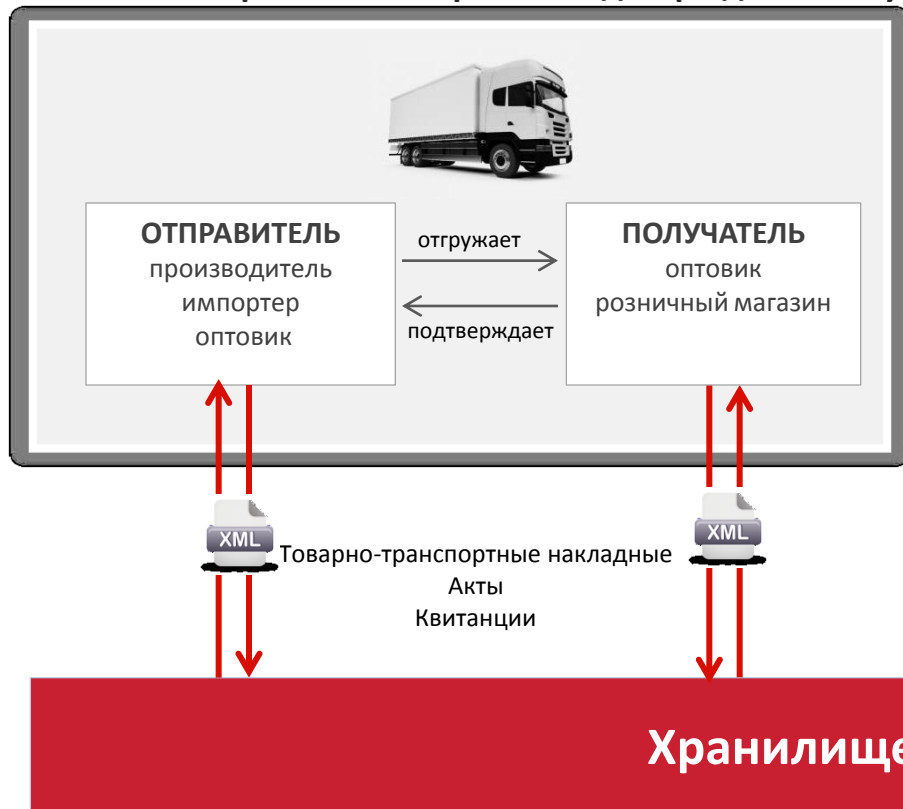 ОТПРАВИТЕЛЬ
производитель
импортер
оптовик
отгружает
подтверждает
ПОЛУЧАТЕЛЬ
оптовик
розничный магазин
XML
XML
Товарно-транспортные накладные
Акты
Квитанции
Хранилище